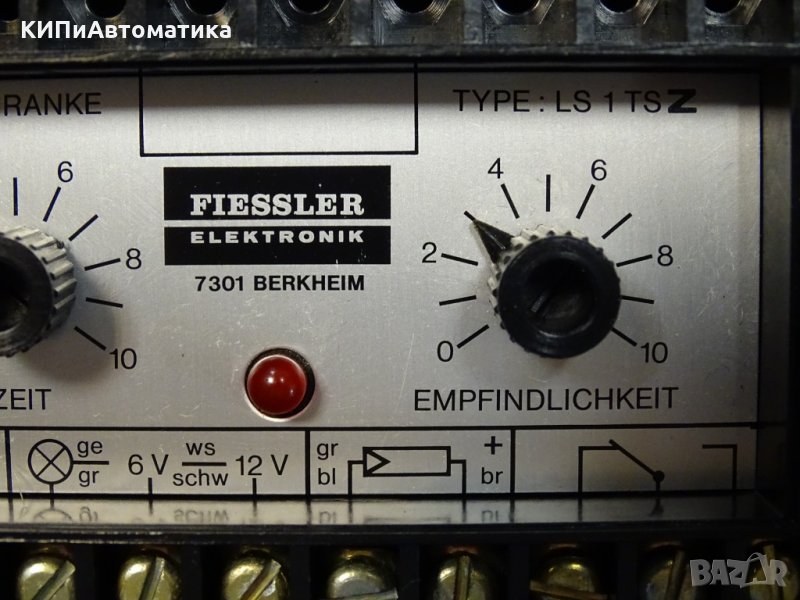 КИПиАвтоматика
RANKE
TYPE : LS 1 TS Z
FIESSLER
ELEKTRONIK
7301 BERKHEIM
6
8
10
ZEIT
0
2
4
6
8
10
EMPFINDLICHKEIT
ge
gr
6 V
ws
schw
12 V
gr
bl
+
br
BAZAR